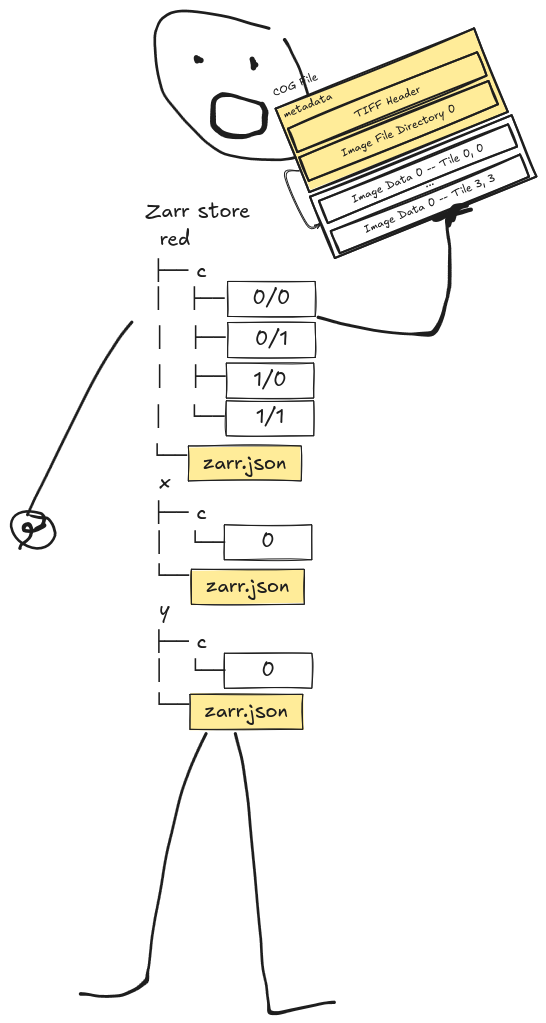 COG File
metadata
TIFF Header
Image File Directory 0
Image Data 0 -- Tile 0, 0
...
Image Data 0 -- Tile 3, 3
Zarr store
red
c
0/0
0/1
1/0
1/1
zarr.json
x
c
0
zarr.json
y
c
0
zarr.json